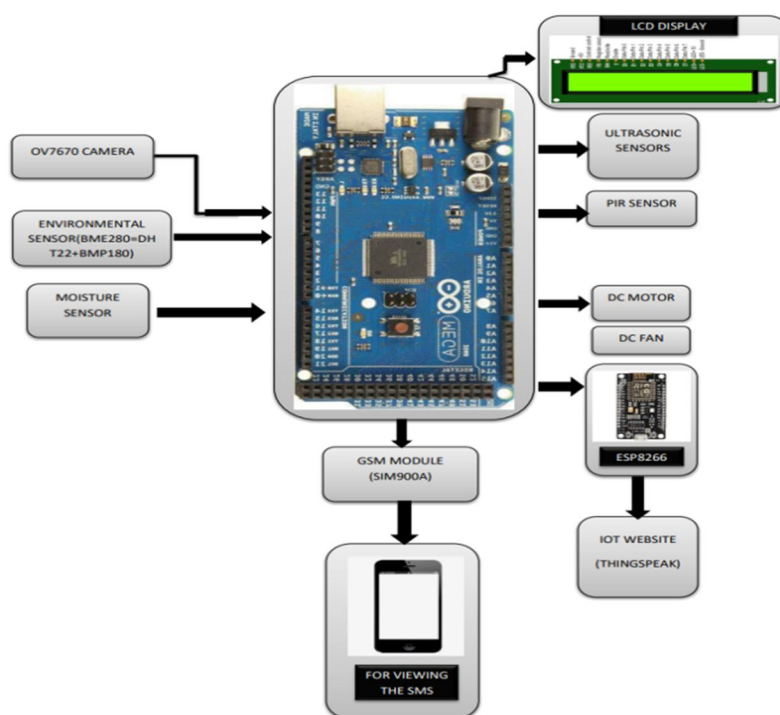 LCD DISPLAY
OV7670 CAMERA
ENVIRONMENTAL
SENSOR(BME280=DH
T22+BMP180)
MOISTURE
SENSOR
ULTRASONIC
SENSORS
PIR SENSOR
DC MOTOR
DC FAN
ARDUINO
MEGA
ESP8266
GSM MODULE
(SIM900A)
IOT WEBSITE
(THINGSPEAK)
FOR VIEWING
THE SMS